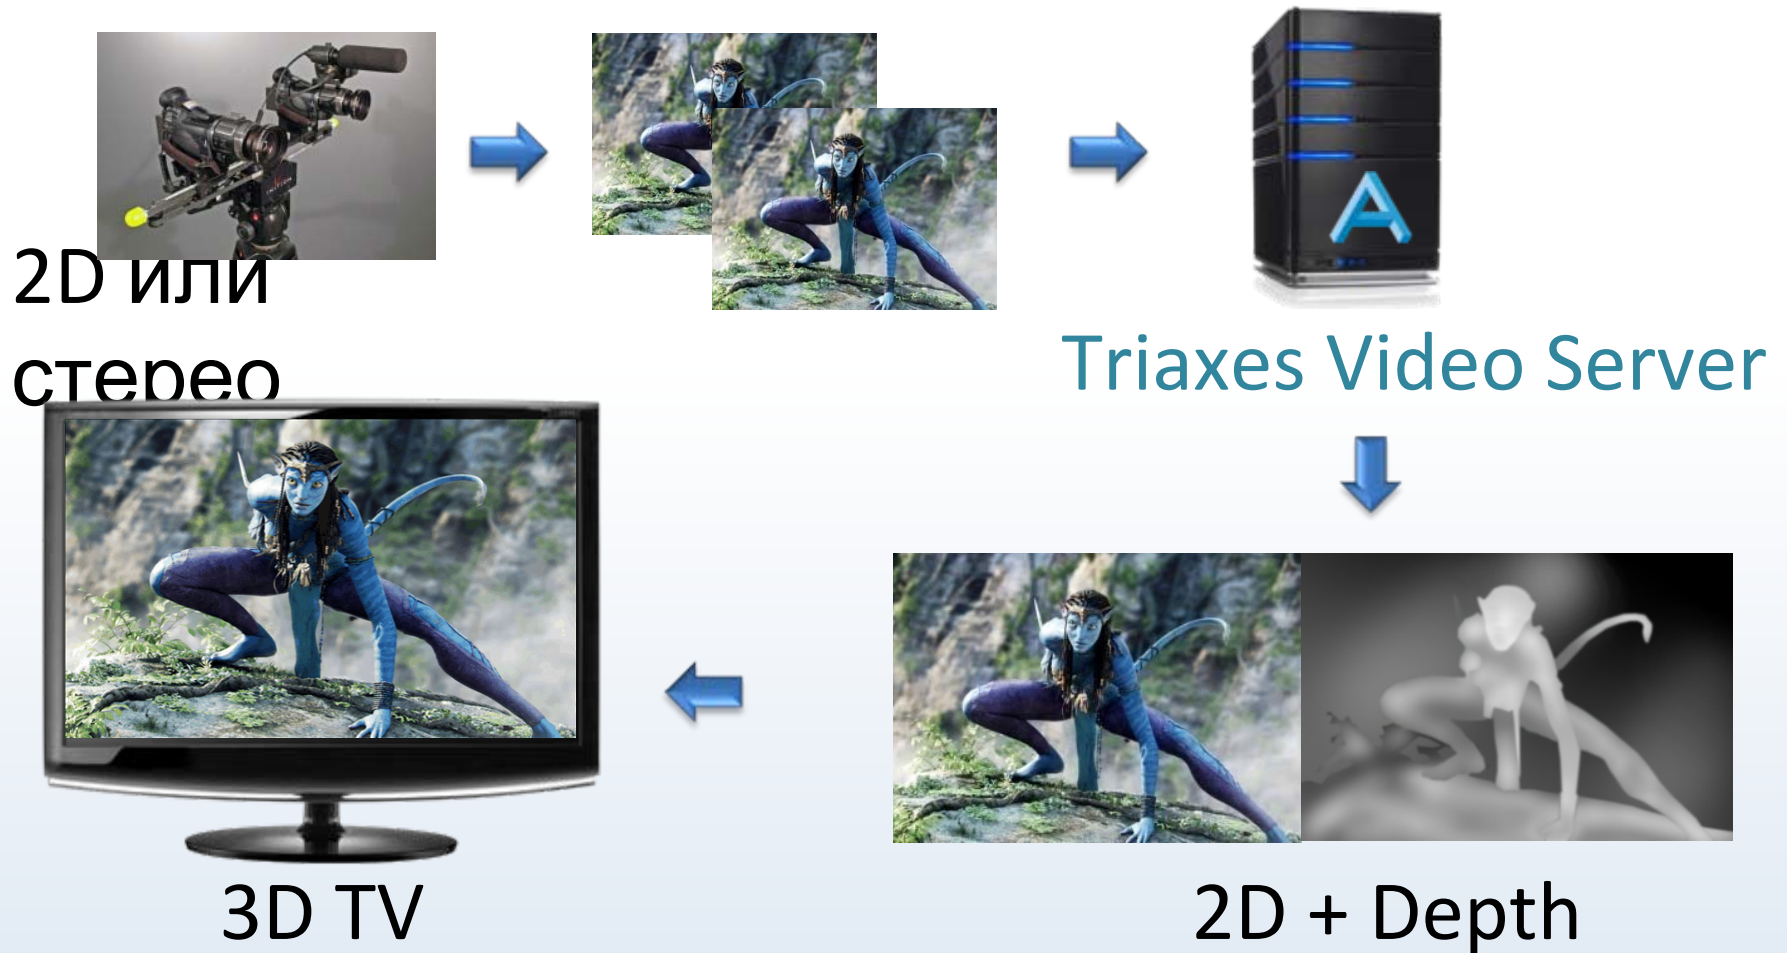 2D или
стерео
Triaxes Video Server
3D TV
2D + Depth